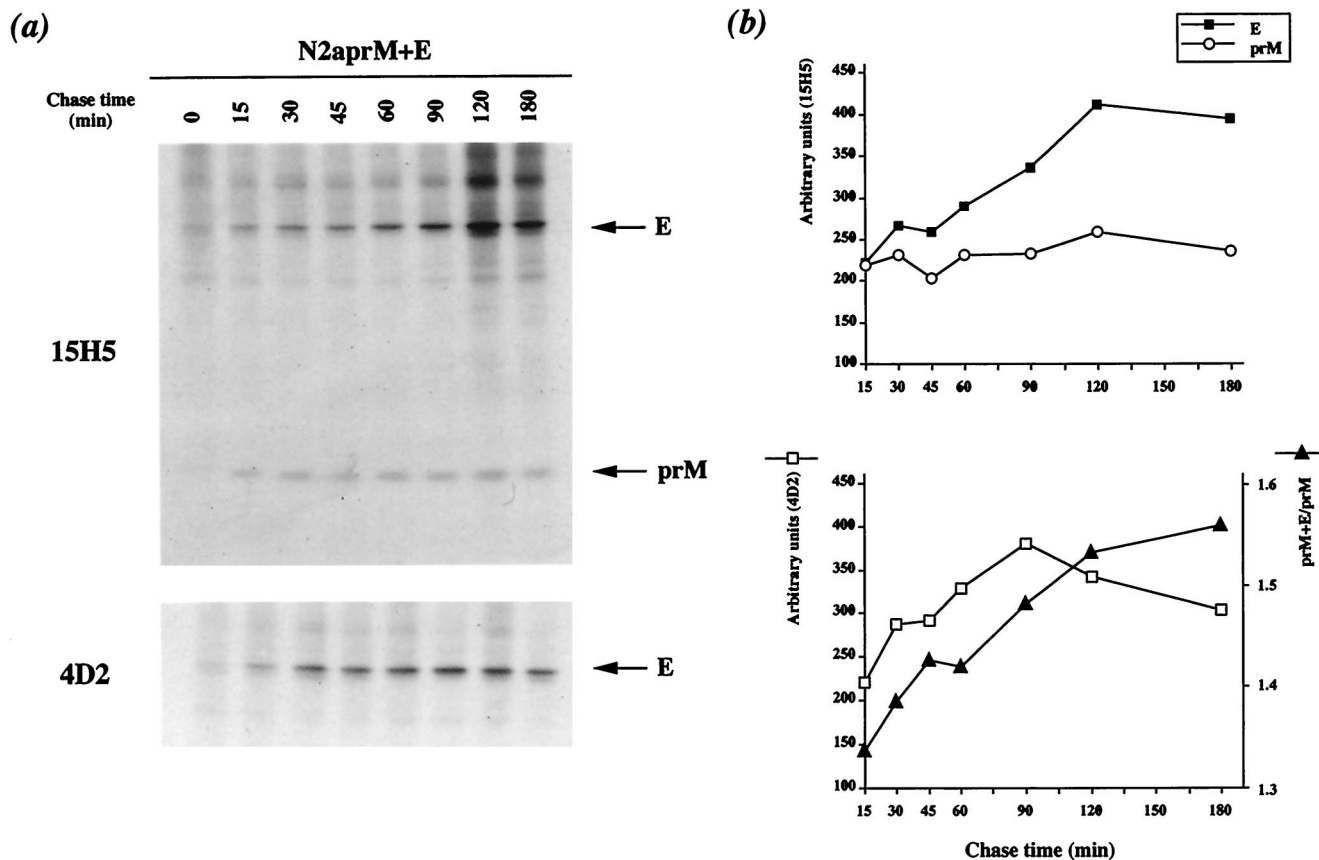 (a)
N2aprM+E
Chase time
(min)
0 15 30 45 60 90 120 180
E
15H5
prM
4D2
E
(b)
E
prM
Arbitrary units (15H5)
450
400
350
300
250
200
150
100
15 30 45 60 90 120 150 180
Arbitrary units (4D2)
450
400
350
300
250
200
150
100
prM+E/prM
1.6
1.5
1.4
1.3
15 30 45 60 90 120 150 180
Chase time (min)